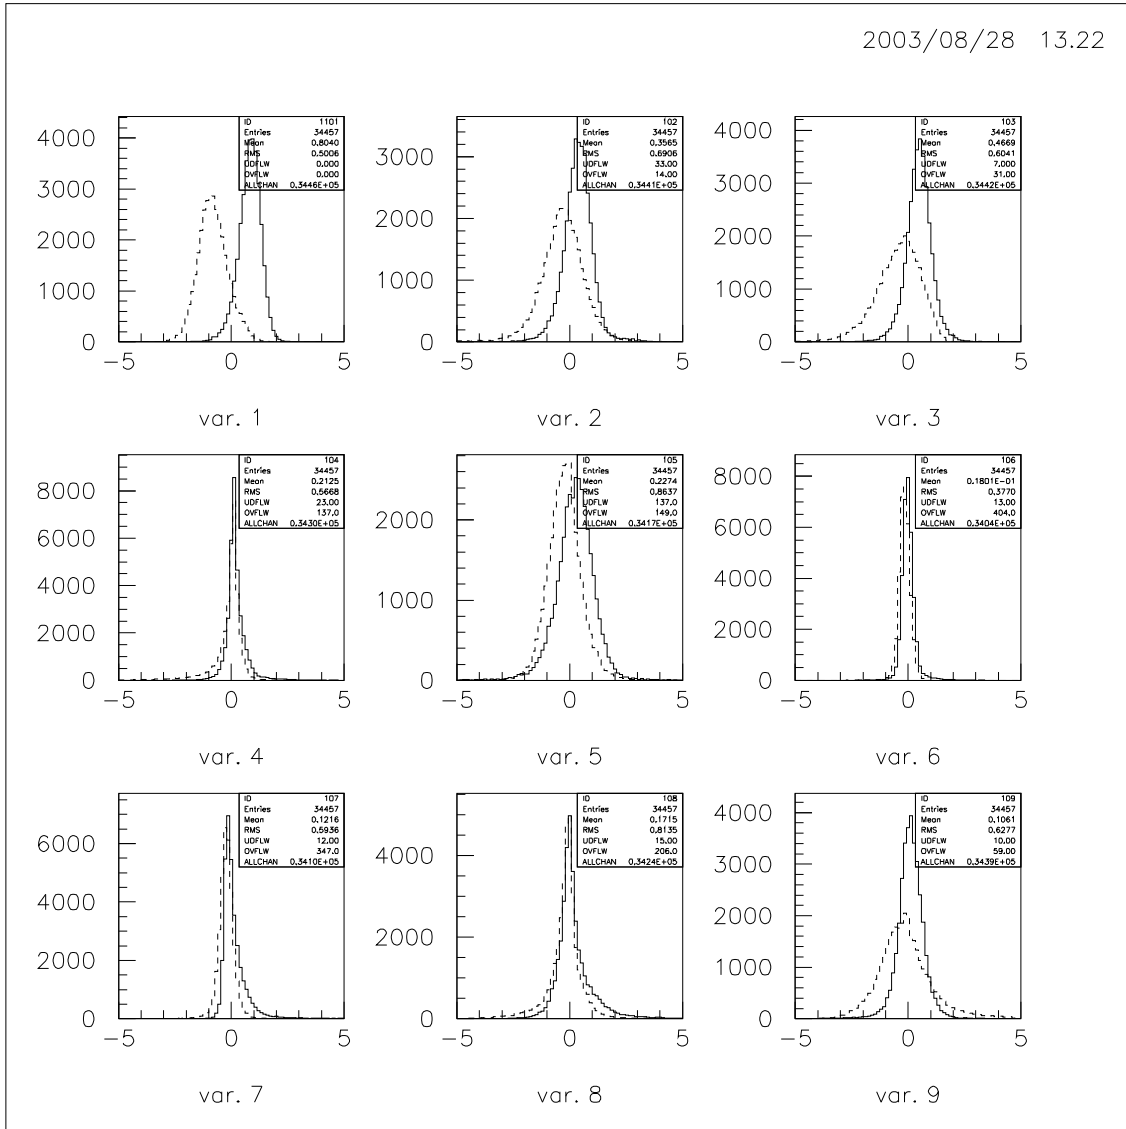 2003/08/28 13.22
ID 1101
Entries 34457
Mean 0.8040
RMS 0.5006
UDFLW 0.000
OVFLW 0.000
ALLCHAN 0.3446E+05
4000
3000
2000
1000
0
−5 0 5
var. 1
ID 102
Entries 34457
Mean 0.3565
RMS 0.6906
UDFLW 33.00
OVFLW 14.00
ALLCHAN 0.3441E+05
3000
2000
1000
0
−5 0 5
var. 2
ID 103
Entries 34457
Mean 0.4669
RMS 0.6041
UDFLW 7.000
OVFLW 31.00
ALLCHAN 0.3442E+05
4000
3000
2000
1000
0
−5 0 5
var. 3
ID 104
Entries 34457
Mean 0.2125
RMS 0.5668
UDFLW 23.00
OVFLW 137.0
ALLCHAN 0.3430E+05
8000
6000
4000
2000
0
−5 0 5
var. 4
ID 105
Entries 34457
Mean 0.2274
RMS 0.8637
UDFLW 137.0
OVFLW 149.0
ALLCHAN 0.3417E+05
2000
1000
0
−5 0 5
var. 5
ID 106
Entries 34457
Mean 0.1801E-01
RMS 0.3770
UDFLW 13.00
OVFLW 404.0
ALLCHAN 0.3404E+05
8000
6000
4000
2000
0
−5 0 5
var. 6
ID 107
Entries 34457
Mean 0.1216
RMS 0.5936
UDFLW 12.00
OVFLW 347.0
ALLCHAN 0.3410E+05
6000
4000
2000
0
−5 0 5
var. 7
ID 108
Entries 34457
Mean 0.1715
RMS 0.8135
UDFLW 15.00
OVFLW 206.0
ALLCHAN 0.3424E+05
4000
2000
0
−5 0 5
var. 8
ID 109
Entries 34457
Mean 0.1061
RMS 0.6277
UDFLW 10.00
OVFLW 59.00
ALLCHAN 0.3439E+05
4000
3000
2000
1000
0
−5 0 5
var. 9